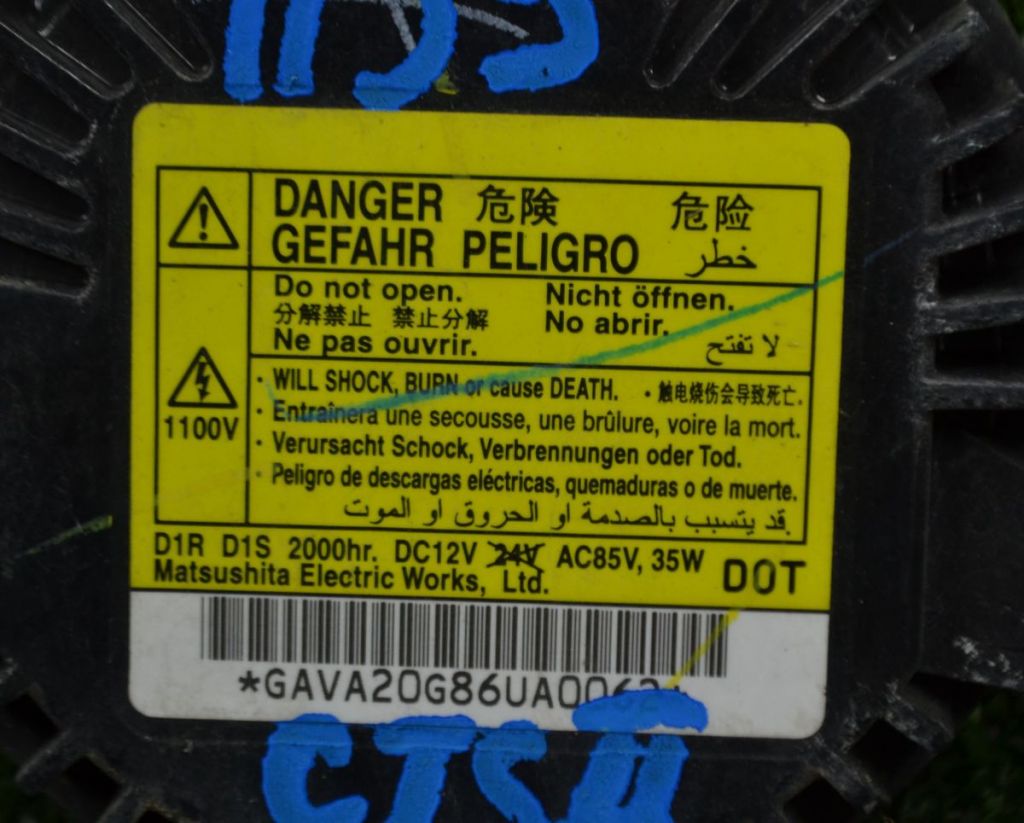 DANGER 危険 危险
GEFAHR PELIGRO خطر
Do not open. Nicht öffnen.
分解禁止 禁止分解 No abrir.
Ne pas ouvrir. لا تفتح
1100V
· WILL SHOCK, BURN or cause DEATH. · 触电烧伤会导致死亡.
· Entraînera une secousse, une brûlure, voire la mort.
· Verursacht Schock, Verbrennungen oder Tod.
· Peligro de descargas eléctricas, quemaduras o de muerte.
قد يتسبب بالصدمة او الحروق او الموت.
D1R D1S 2000hr. DC12V 24V AC85V, 35W
Matsushita Electric Works, Ltd. DOT
*GAVA20G86UA0062*